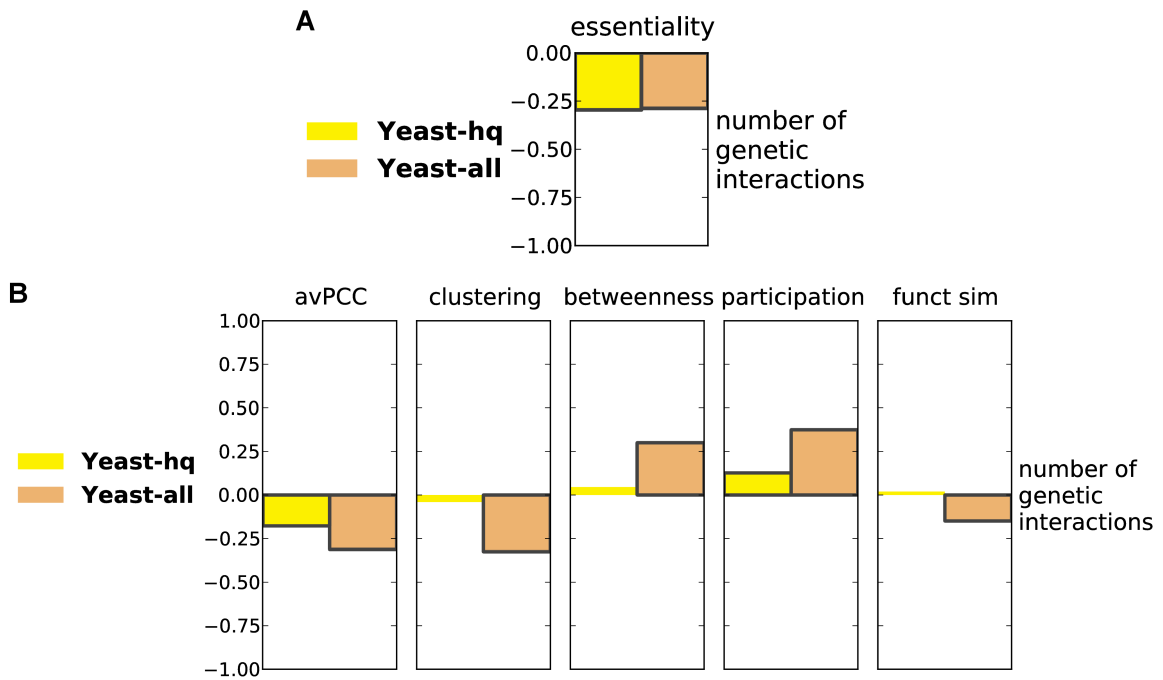 A
essentiality
0.00
−0.25
−0.50
−0.75
−1.00
Yeast-hq
Yeast-all
number of
genetic
interactions
B
avPCC clustering betweenness participation funct sim
1.00
0.75
0.50
0.25
0.00
−0.25
−0.50
−0.75
−1.00
Yeast-hq
Yeast-all
number of
genetic
interactions